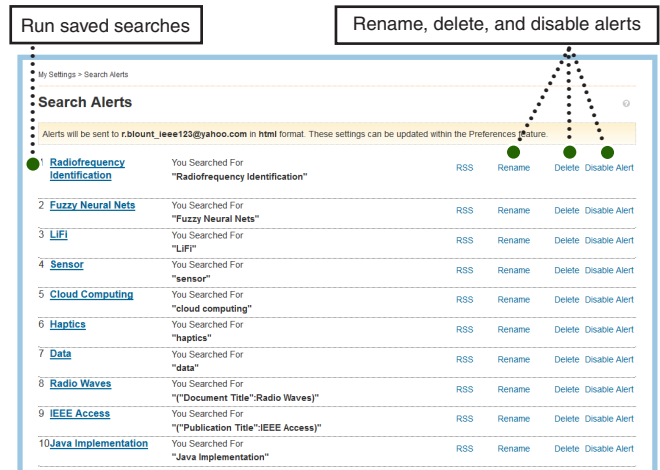 Run saved searches
Rename, delete, and disable alerts
My Settings > Search Alerts
Search Alerts
?
Alerts will be sent to r.blount_ieee123@yahoo.com in html format. These settings can be updated within the Preferences feature.
1 Radiofrequency Identification You Searched For RSS Rename Delete Disable Alert
"Radiofrequency Identification"
2 Fuzzy Neural Nets You Searched For RSS Rename Delete Disable Alert
"Fuzzy Neural Nets"
3 LiFi You Searched For RSS Rename Delete Disable Alert
"LiFi"
4 Sensor You Searched For RSS Rename Delete Disable Alert
"sensor"
5 Cloud Computing You Searched For RSS Rename Delete Disable Alert
"cloud computing"
6 Haptics You Searched For RSS Rename Delete Disable Alert
"haptics"
7 Data You Searched For RSS Rename Delete Disable Alert
"data"
8 Radio Waves You Searched For RSS Rename Delete Disable Alert
"("Document Title":Radio Waves)"
9 IEEE Access You Searched For RSS Rename Delete Disable Alert
"("Publication Title":IEEE Access)"
10Java Implementation You Searched For RSS Rename Delete Disable Alert
"Java Implementation"